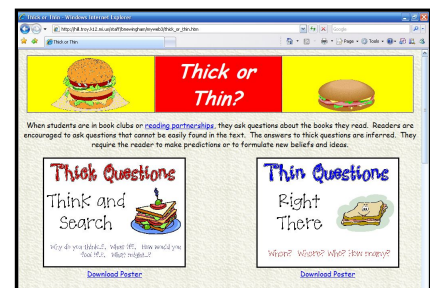 Thick or Thin - Windows Internet Explorer
Google
Thick or Thin
Page
Tools
Thick or
Thin?
When students are in book clubs or reading partnerships, they ask questions about the books they read. Readers are
encouraged to ask questions that cannot be easily found in the text. The answers to thick questions are inferred. They
require the reader to make predictions or to formulate new beliefs and ideas.
Thick Questions
Think and
Search
Why do you think..? What if?.. How would you
feel if?.. What might..?
Download Poster
Thin Questions
Right
There
When? Where? Who? How many?
Download Poster